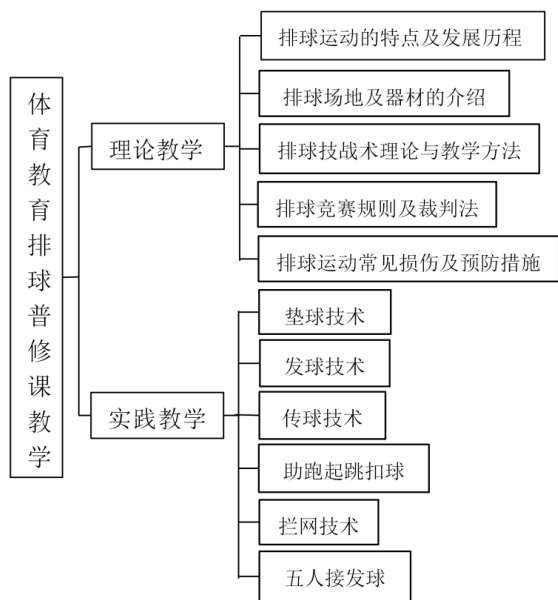 体育教育排球普修课教学
理论教学
排球运动的特点及发展历程
排球场地及器材的介绍
排球技战术理论与教学方法
排球竞赛规则及裁判法
排球运动常见损伤及预防措施
实践教学
垫球技术
发球技术
传球技术
助跑起跳扣球
拦网技术
五人接发球